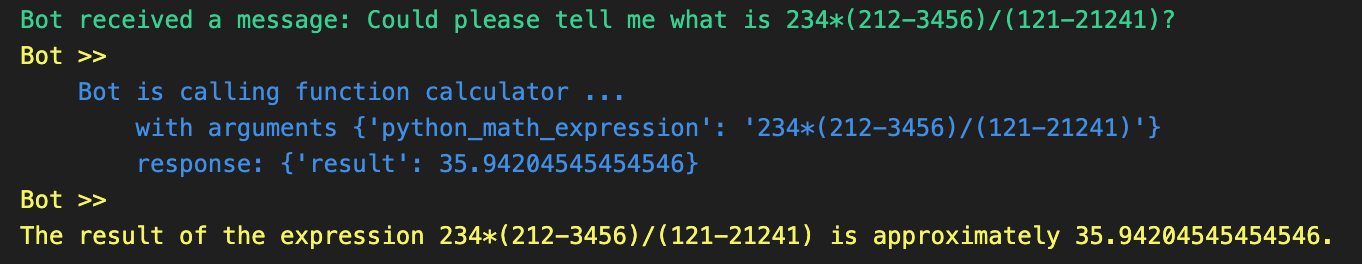 Bot received a message: Could please tell me what is 234*(212-3456)/(121-21241)?
Bot >>
Bot is calling function calculator ...
with arguments {'python_math_expression': '234*(212-3456)/(121-21241)'}
response: {'result': 35.94204545454546}
Bot >>
The result of the expression 234*(212-3456)/(121-21241) is approximately 35.94204545454546.